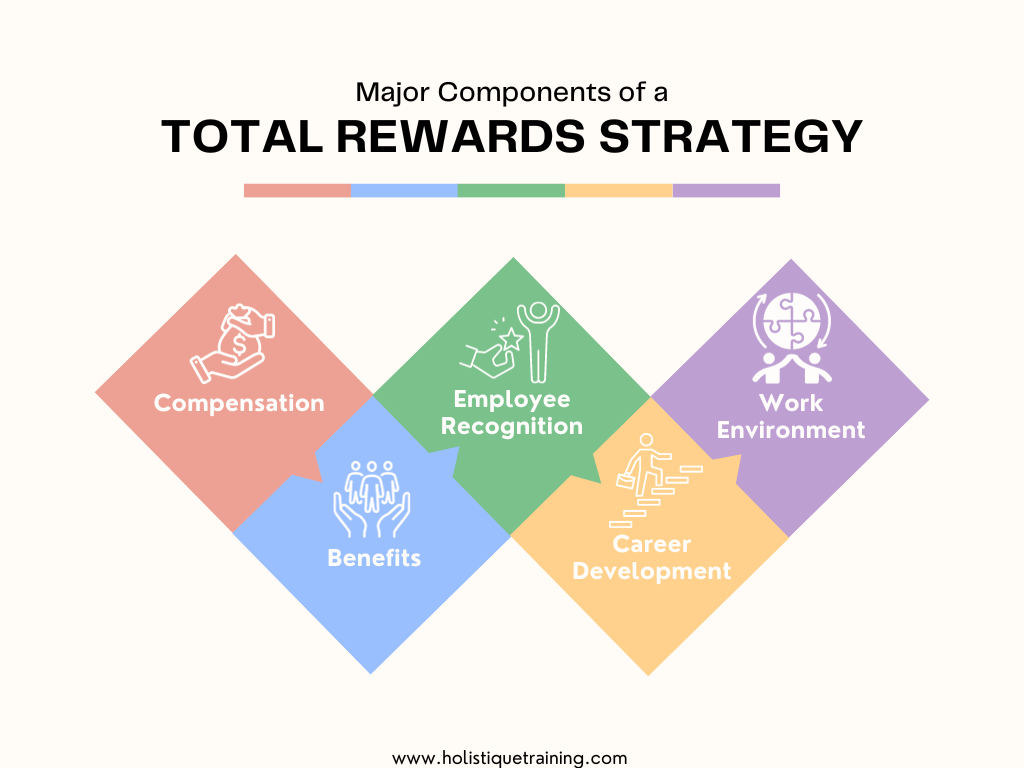 Major Components of a
TOTAL REWARDS STRATEGY
$
Compensation
Benefits
Employee
Recognition
Career
Development
Work
Environment
www.holistiquetraining.com